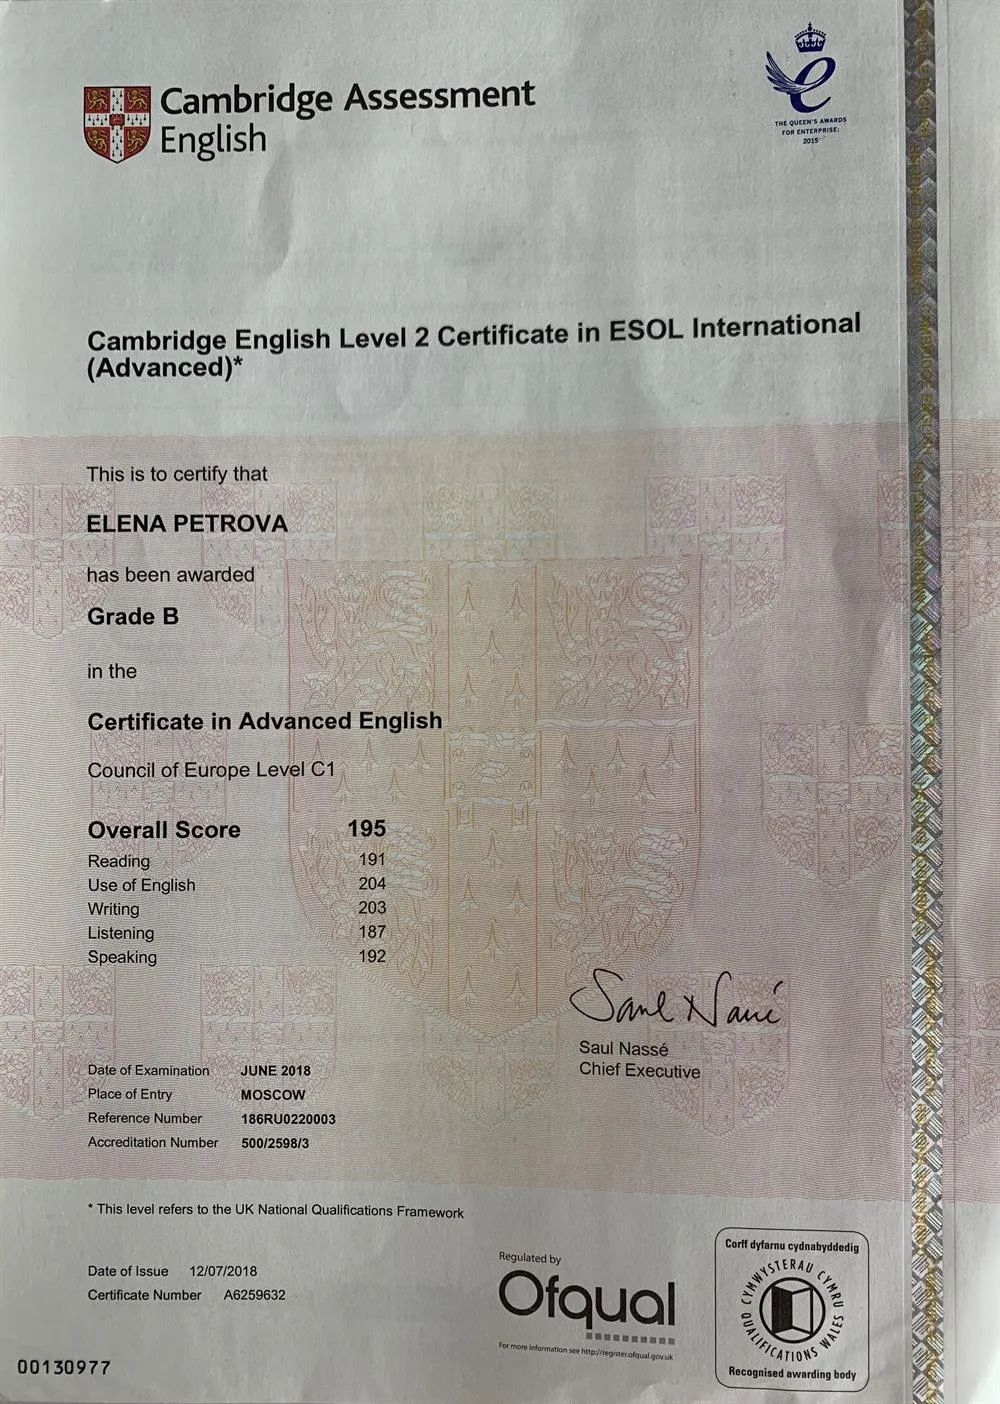 Cambridge Assessment
English
THE QUEEN'S AWARDS
FOR ENTERPRISE:
2015
Cambridge English Level 2 Certificate in ESOL International
(Advanced)*
This is to certify that
ELENA PETROVA
has been awarded
Grade B
in the
Certificate in Advanced English
Council of Europe Level C1
Overall Score 195
Reading 191
Use of English 204
Writing 203
Listening 187
Speaking 192
Saul Nassé
Saul Nassé
Chief Executive
Date of Examination JUNE 2018
Place of Entry MOSCOW
Reference Number 186RU0220003
Accreditation Number 500/2598/3
* This level refers to the UK National Qualifications Framework
Date of Issue 12/07/2018
Certificate Number A6259632
Regulated by
Ofqual
For more information see http://register.ofqual.gov.uk
Corff dyfarnu cydnabyddedig
CYMWYSTERAU CYMRU
QUALIFICATIONS WALES
Recognised awarding body
00130977